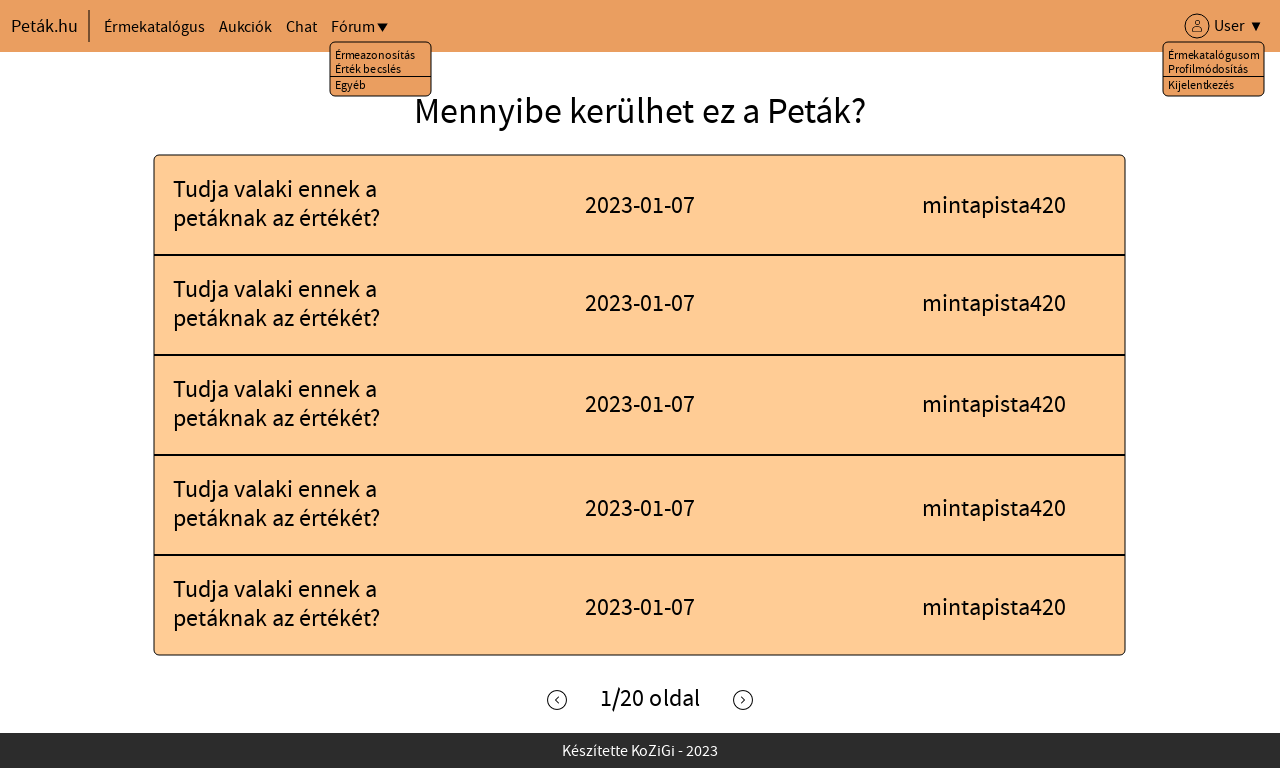 Peták.hu Érmekatalógus Aukciók Chat Fórum▼ User ▼
Érmeazonosítás
Érték becslés
Egyéb
Érmekatalógusom
Profilmódosítás
Kijelentkezés
Mennyibe kerülhet ez a Peták?
Tudja valaki ennek a
petáknak az értékét?
2023-01-07
mintapista420
Tudja valaki ennek a
petáknak az értékét?
2023-01-07
mintapista420
Tudja valaki ennek a
petáknak az értékét?
2023-01-07
mintapista420
Tudja valaki ennek a
petáknak az értékét?
2023-01-07
mintapista420
Tudja valaki ennek a
petáknak az értékét?
2023-01-07
mintapista420
1/20 oldal
Készítette KoZiGi - 2023